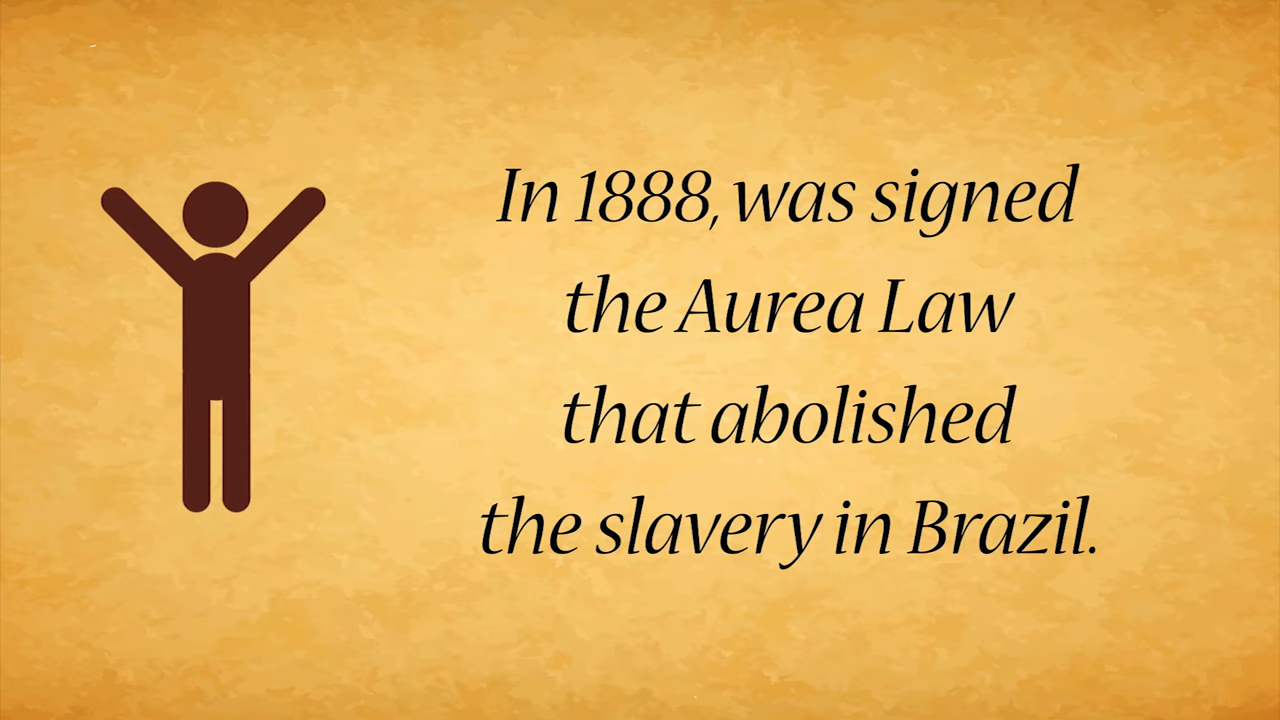 In 1888, was signed
the Aurea Law
that abolished
the slavery in Brazil.